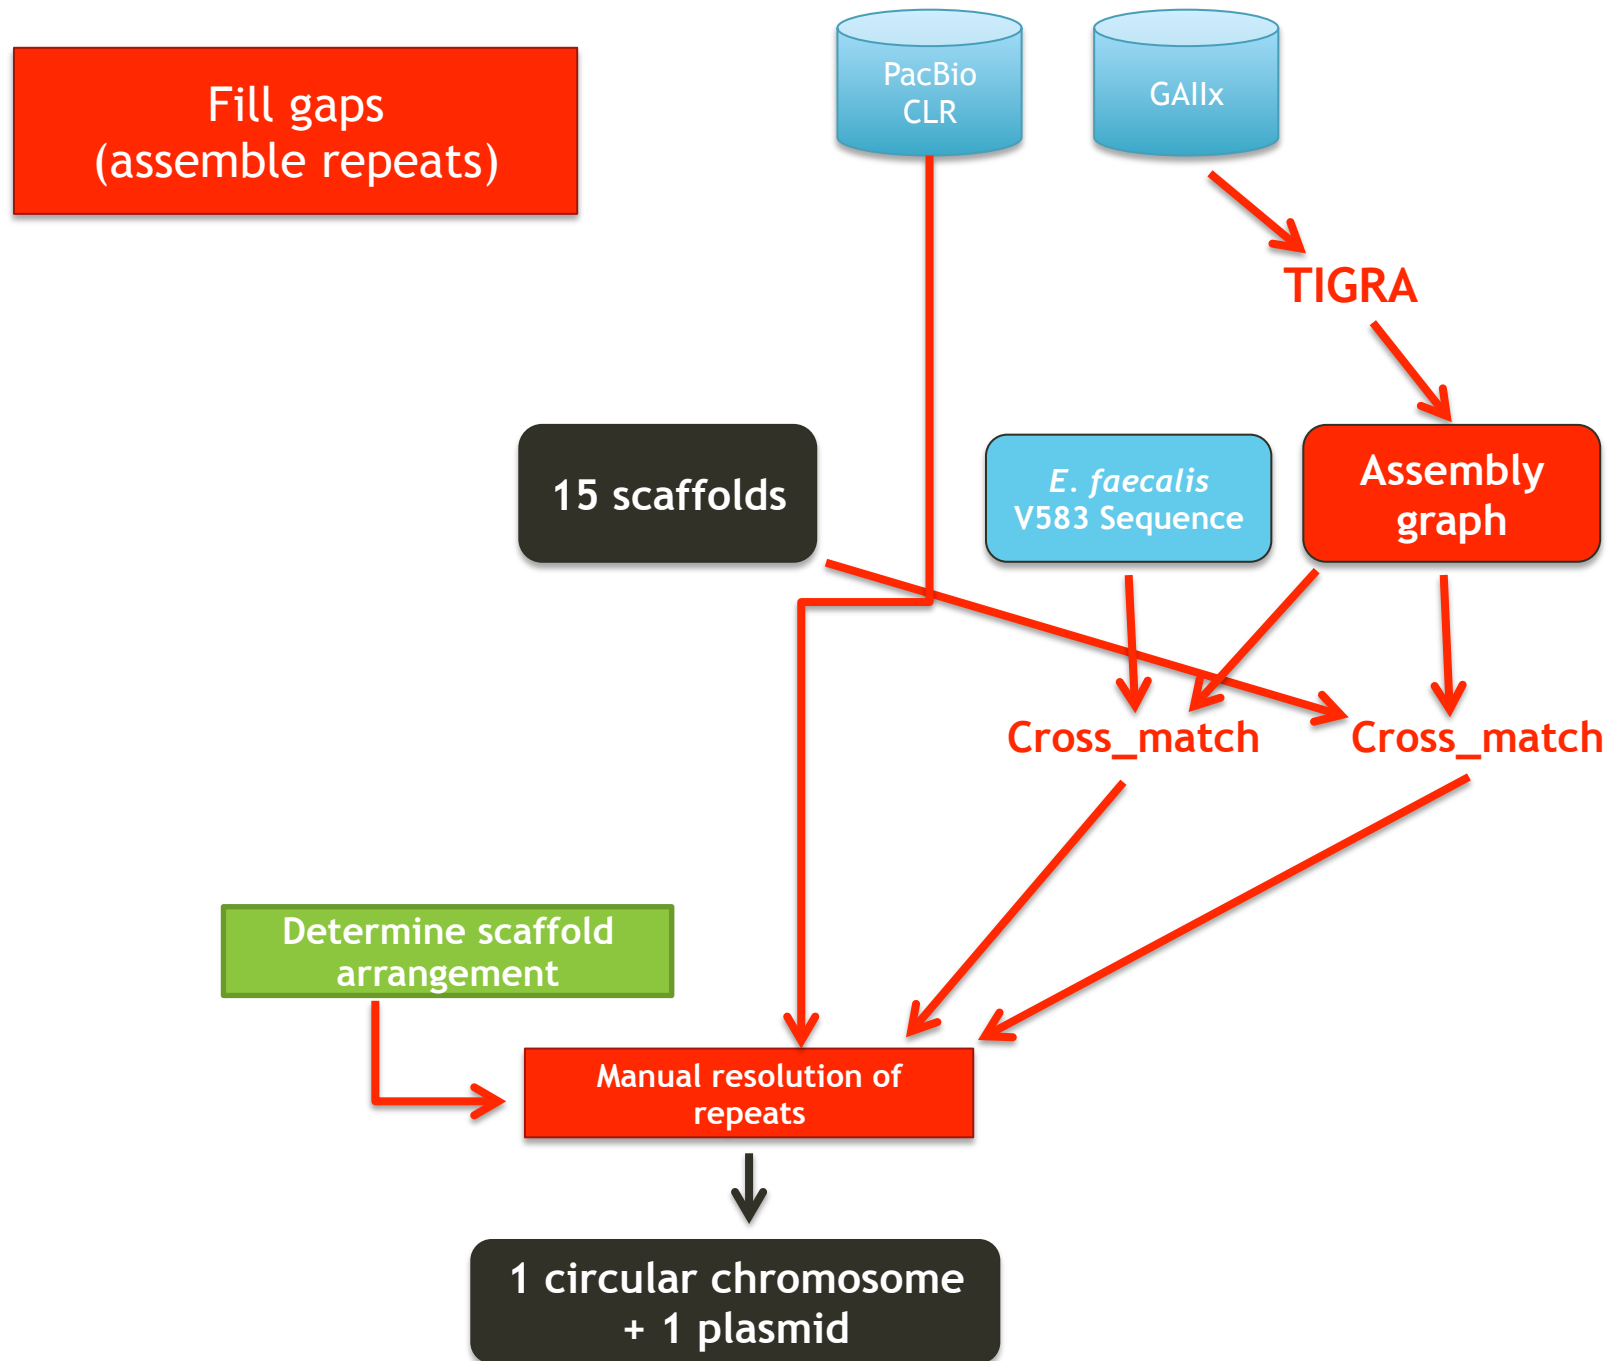 Fill gaps
(assemble repeats)
PacBio
CLR
GAIIx
TIGRA
15 scaffolds
E. faecalis
V583 Sequence
Assembly
graph
Cross_match
Cross_match
Determine scaffold
arrangement
Manual resolution of
repeats
1 circular chromosome
+ 1 plasmid